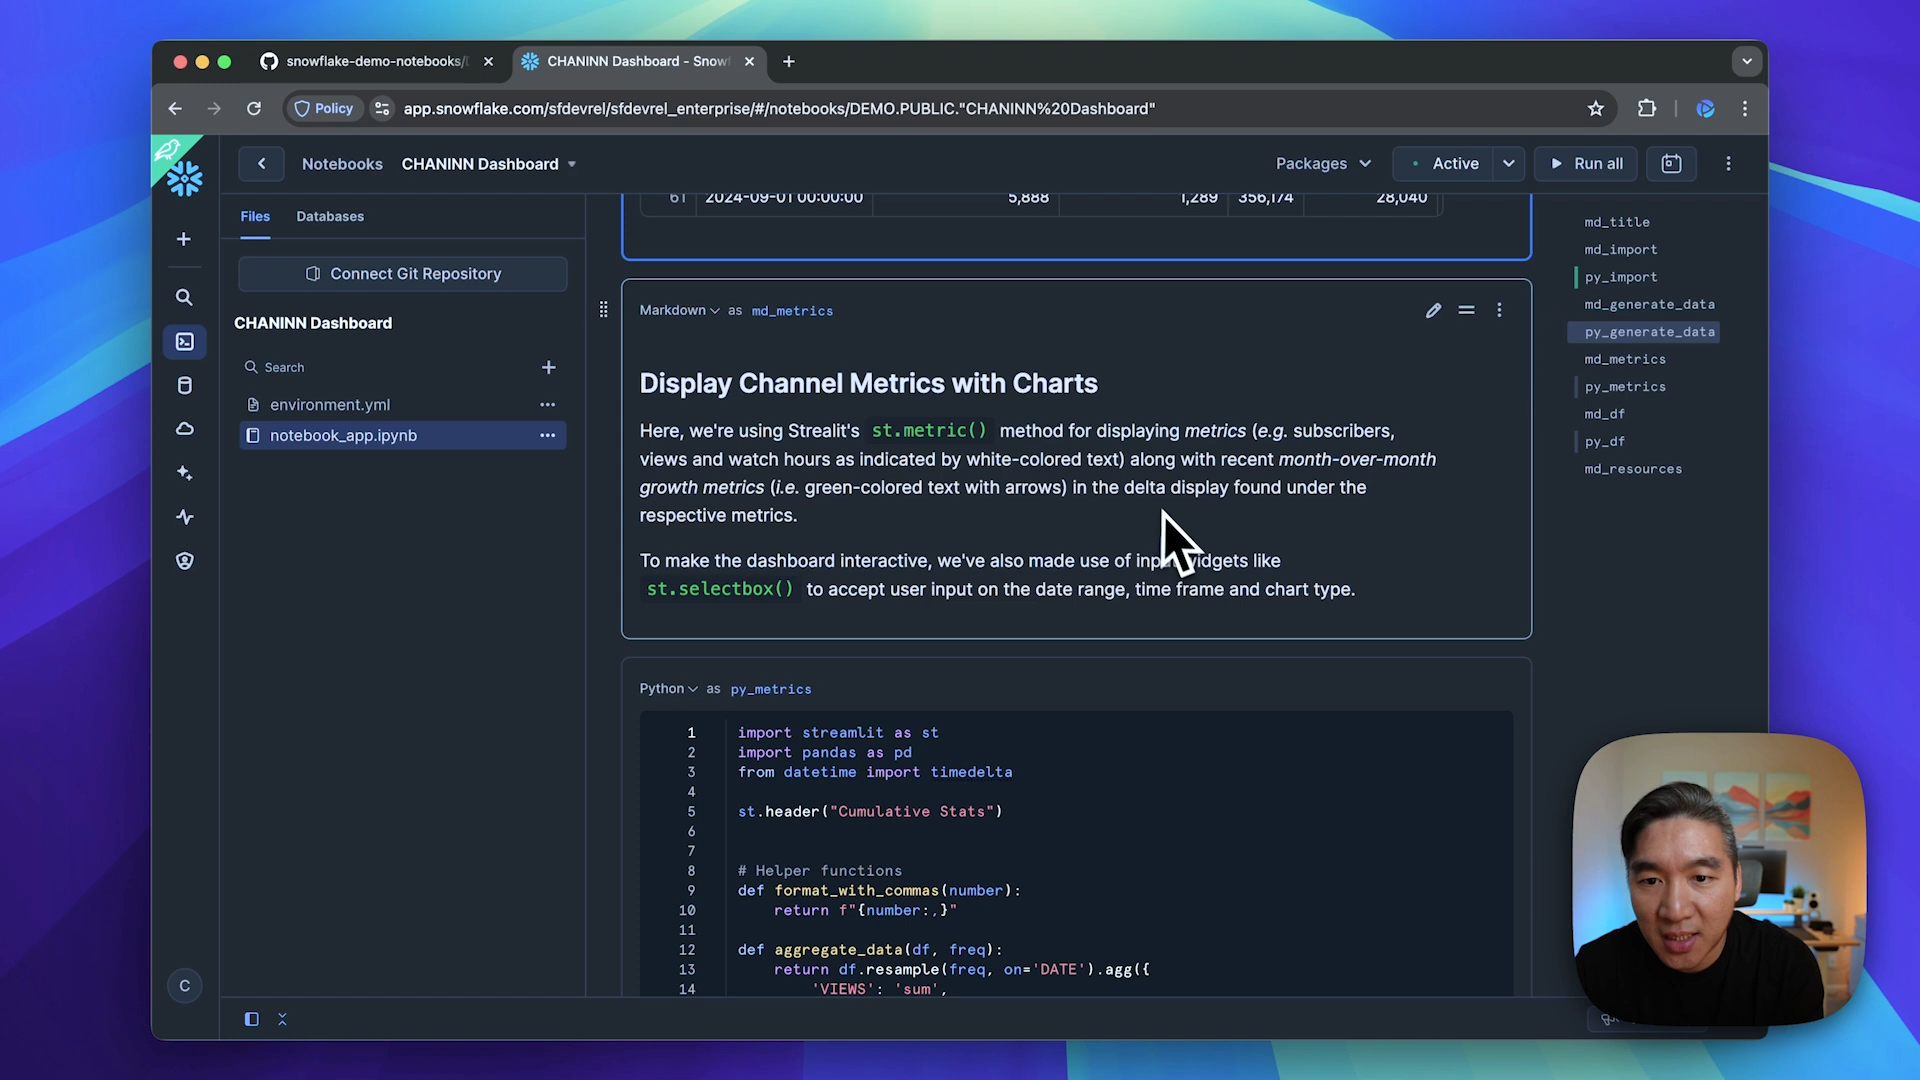 snowflake-demo-notebooks/
CHANINN Dashboard - Snow
Policy
app.snowflake.com/sfdevrel/sfdevrel_enterprise/#/notebooks/DEMO.PUBLIC."CHANINN%20Dashboard"
Notebooks CHANINN Dashboard
Packages
Active
Run all
Files Databases
Connect Git Repository
CHANINN Dashboard
Search
environment.yml
notebook_app.ipynb
C
61 2024-09-01 00:00:00 5,888 1,289 356,174 28,040
Markdown as md_metrics
Display Channel Metrics with Charts
Here, we're using Strealit's st.metric() method for displaying metrics (e.g. subscribers,
views and watch hours as indicated by white-colored text) along with recent month-over-month
growth metrics (i.e. green-colored text with arrows) in the delta display found under the
respective metrics.
To make the dashboard interactive, we've also made use of widgets like
st.selectbox() to accept user input on the date range, time frame and chart type.
Python as py_metrics
1 import streamlit as st
2 import pandas as pd
3 from datetime import timedelta
4
5 st.header("Cumulative Stats")
6
7
8 # Helper functions
9 def format_with_commas(number):
10 return f"{number:,}"
11
12 def aggregate_data(df, freq):
13 return df.resample(freq, on='DATE').agg({
14 'VIEWS': 'sum',
md_title
md_import
py_import
md_generate_data
py_generate_data
md_metrics
py_metrics
md_df
py_df
md_resources